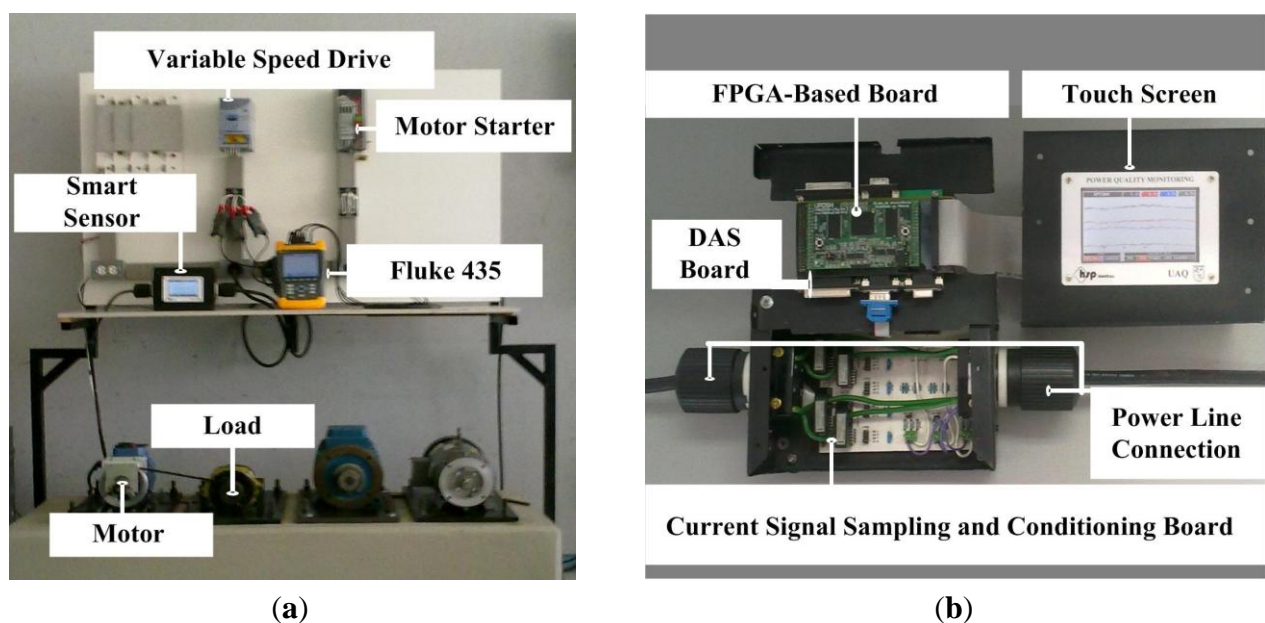 Variable Speed Drive
Motor Starter
Smart
Sensor
Fluke 435
Load
Motor
(a)
FPGA-Based Board
Touch Screen
POWER QUALITY MONITORING
DAS
Board
hsp
UAQ
Power Line
Connection
Current Signal Sampling and Conditioning Board
(b)